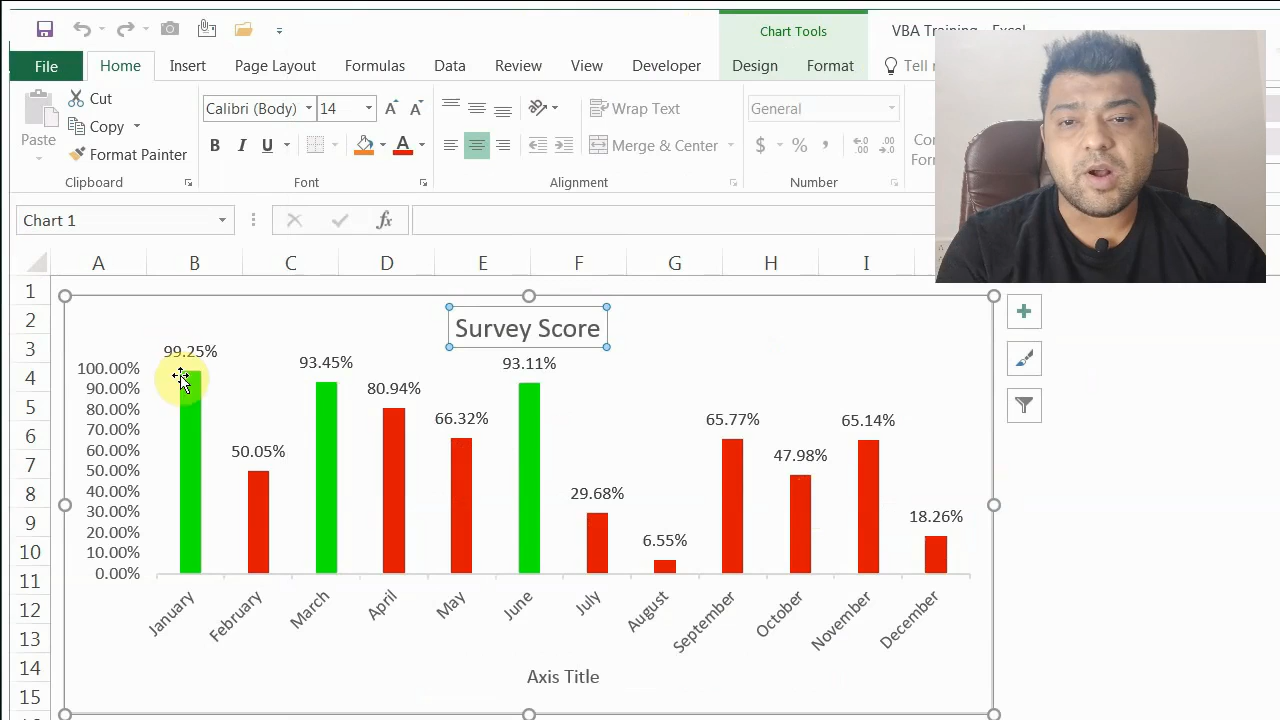 Chart Tools
VBA Training - Excel
File Home Insert Page Layout Formulas Data Review View Developer Design Format Tell
Cut
Calibri (Body) 14
Wrap Text
General
Paste
Copy
B I U
Merge & Center
$ % ,
Format Painter
Clipboard Font Alignment Number
Chart 1
fx
A B C D E F G H I
1
2
3
4
5
6
7
8
9
10
11
12
13
14
15
Survey Score
99.25% 50.05% 93.45% 80.94% 66.32% 93.11% 29.68% 6.55% 65.77% 47.98% 65.14% 18.26%
100.00%
90.00%
80.00%
70.00%
60.00%
50.00%
40.00%
30.00%
20.00%
10.00%
0.00%
January February March April May June July August September October November December
Axis Title